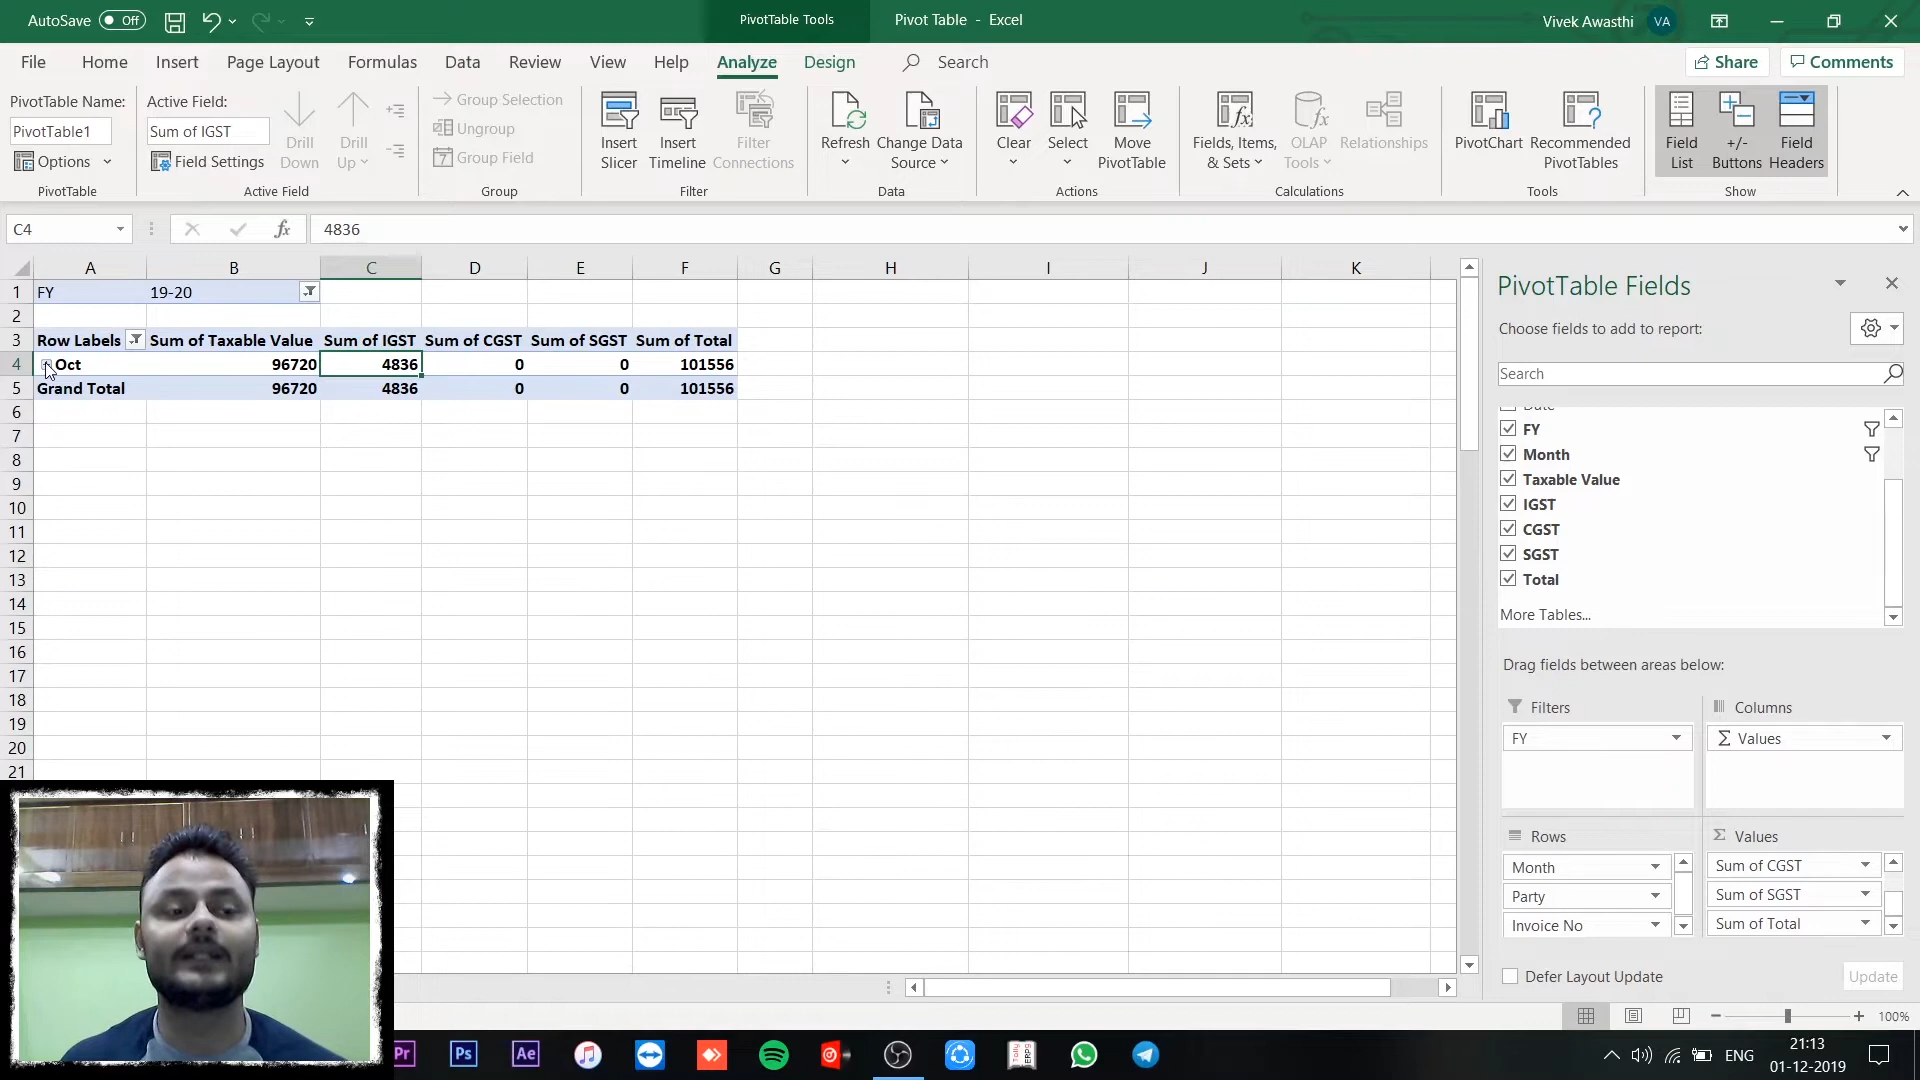 AutoSave Off PivotTable Tools Pivot Table - Excel Vivek Awasthi VA
File Home Insert Page Layout Formulas Data Review View Help Analyze Design Search Share Comments
PivotTable Name:
PivotTable1
Options
PivotTable
Active Field:
Sum of IGST
Field Settings
Drill Down
Drill Up
Active Field
Group Selection
Ungroup
Group Field
Group
Insert Slicer
Insert Timeline
Filter Connections
Filter
Refresh
Change Data Source
Data
Clear
Select
Move PivotTable
Actions
Fields, Items, & Sets
OLAP Tools
Relationships
Calculations
PivotChart
Recommended PivotTables
Tools
Field List
+/- Buttons
Field Headers
Show
C4 fx 4836
A B C D E F G H I J K
1 FY 19-20
2
3 Row Labels Sum of Taxable Value Sum of IGST Sum of CGST Sum of SGST Sum of Total
4 Oct 96720 4836 0 0 101556
5 Grand Total 96720 4836 0 0 101556
6
7
8
9
10
11
12
13
14
15
16
17
18
19
20
21
PivotTable Fields
Choose fields to add to report:
Search
Date
FY
Month
Taxable Value
IGST
CGST
SGST
Total
More Tables...
Drag fields between areas below:
Filters
FY
Columns
Σ Values
Rows
Month
Party
Invoice No
Σ Values
Sum of CGST
Sum of SGST
Sum of Total
Defer Layout Update Update
100%
Pr Ps Ae
ENG
21:13
01-12-2019